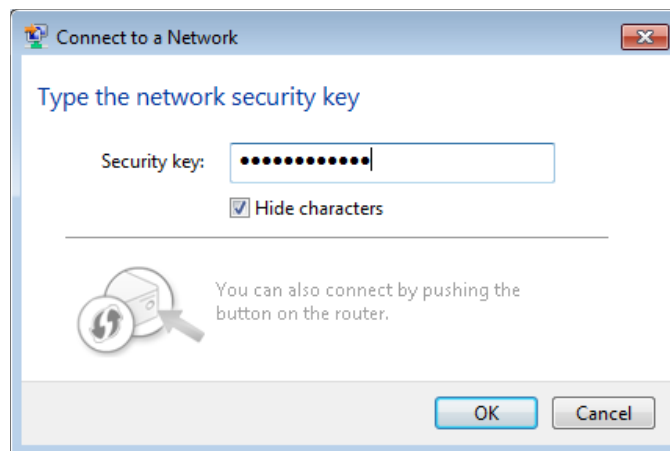 Connect to a Network
Type the network security key
Security key: ••••••••••••
Hide characters
You can also connect by pushing the
button on the router.
OK Cancel